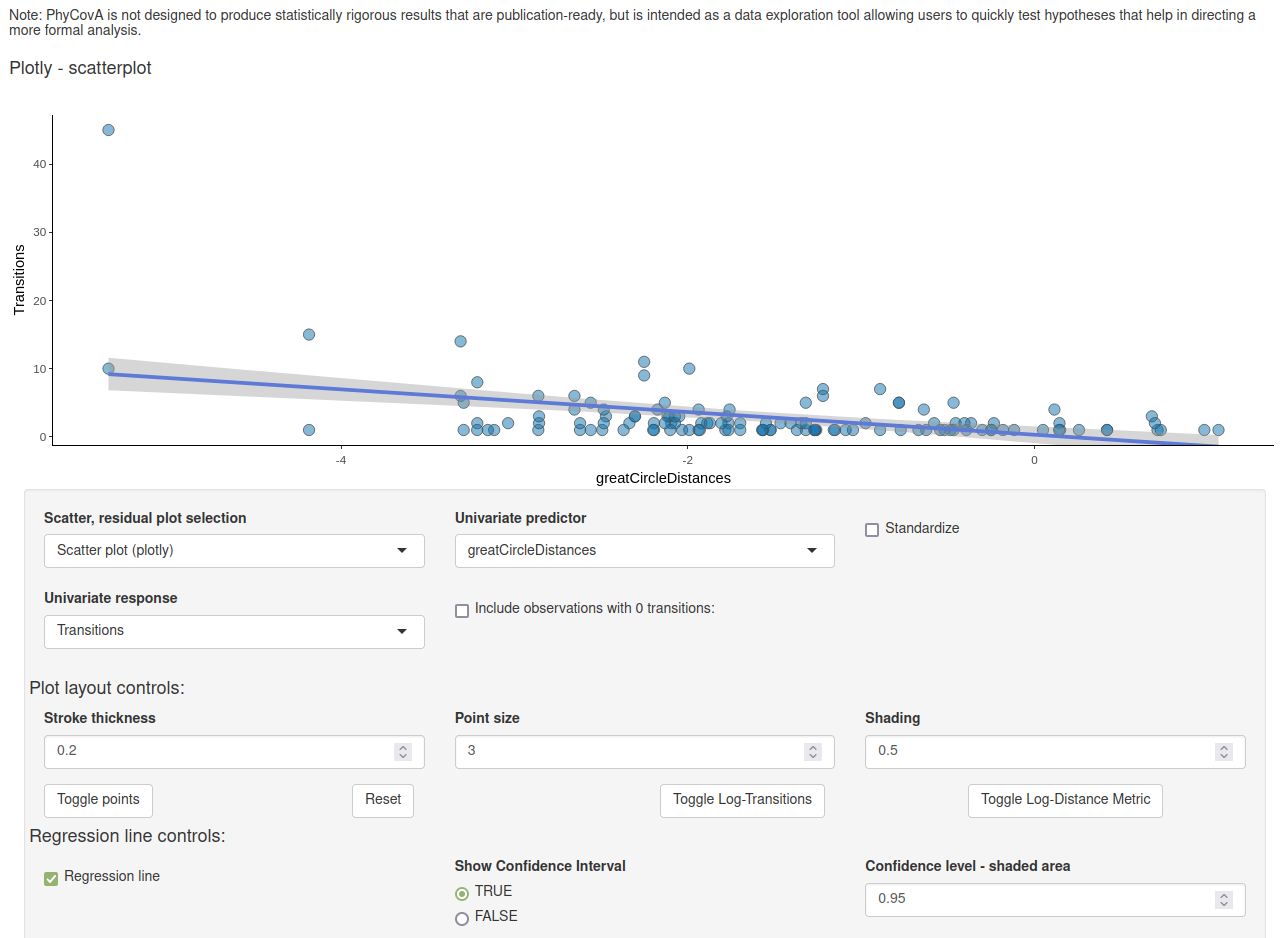 Note: PhyCovA is not designed to produce statistically rigorous results that are publication-ready, but is intended as a data exploration tool allowing users to quickly test hypotheses that help in directing a
more formal analysis.
Plotly - scatterplot
40
30
20
10
0
Transitions
-4
-2
0
greatCircleDistances
Scatter, residual plot selection
Scatter plot (plotly)
Univariate predictor
greatCircleDistances
Standardize
Univariate response
Transitions
Include observations with 0 transitions:
Plot layout controls:
Stroke thickness
0.2
Point size
3
Shading
0.5
Toggle points
Reset
Toggle Log-Transitions
Toggle Log-Distance Metric
Regression line controls:
Regression line
Show Confidence Interval
TRUE
FALSE
Confidence level - shaded area
0.95